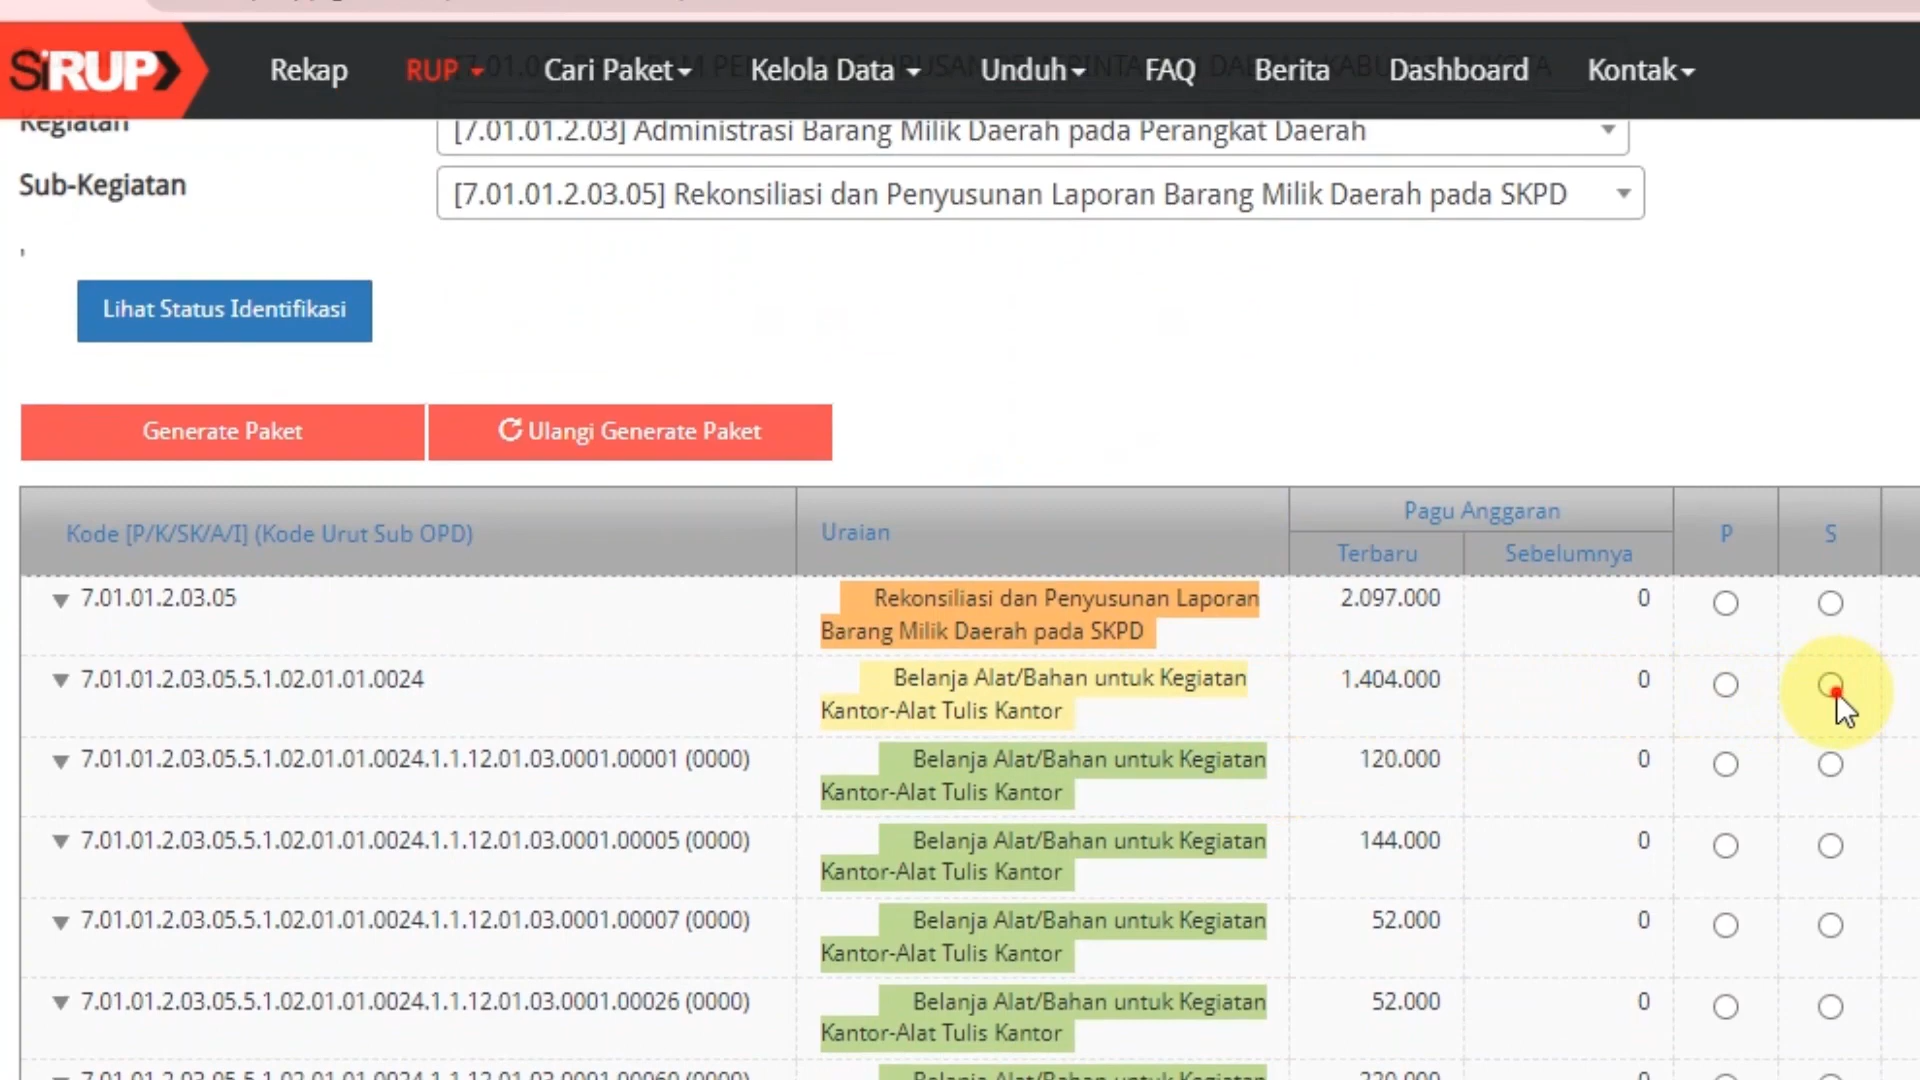 SiRUP Rekap RUP Cari Paket Kelola Data Unduh FAQ Berita Dashboard Kontak
Kegiatan [7.01.01.2.03] Administrasi Barang Milik Daerah pada Perangkat Daerah
Sub-Kegiatan [7.01.01.2.03.05] Rekonsiliasi dan Penyusunan Laporan Barang Milik Daerah pada SKPD
,
Lihat Status Identifikasi
Generate Paket Ulangi Generate Paket
Kode [P/K/SK/A/I] (Kode Urut Sub OPD) Uraian Pagu Anggaran P S
Terbaru Sebelumnya
7.01.01.2.03.05 Rekonsiliasi dan Penyusunan Laporan 2.097.000 0
Barang Milik Daerah pada SKPD
7.01.01.2.03.05.5.1.02.01.01.0024 Belanja Alat/Bahan untuk Kegiatan 1.404.000 0
Kantor-Alat Tulis Kantor
7.01.01.2.03.05.5.1.02.01.01.0024.1.1.12.01.03.0001.00001 (0000) Belanja Alat/Bahan untuk Kegiatan 120.000 0
Kantor-Alat Tulis Kantor
7.01.01.2.03.05.5.1.02.01.01.0024.1.1.12.01.03.0001.00005 (0000) Belanja Alat/Bahan untuk Kegiatan 144.000 0
Kantor-Alat Tulis Kantor
7.01.01.2.03.05.5.1.02.01.01.0024.1.1.12.01.03.0001.00007 (0000) Belanja Alat/Bahan untuk Kegiatan 52.000 0
Kantor-Alat Tulis Kantor
7.01.01.2.03.05.5.1.02.01.01.0024.1.1.12.01.03.0001.00026 (0000) Belanja Alat/Bahan untuk Kegiatan 52.000 0
Kantor-Alat Tulis Kantor